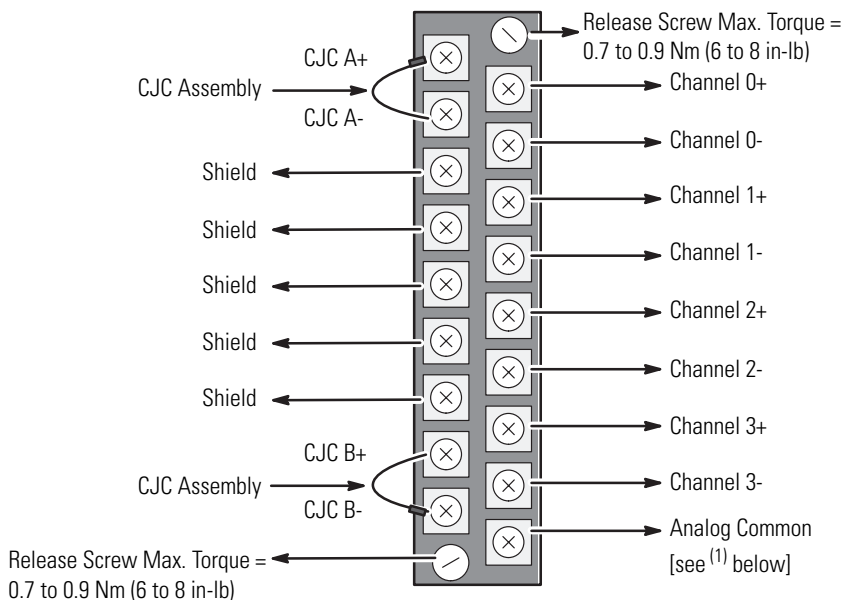 Release Screw Max. Torque =
0.7 to 0.9 Nm (6 to 8 in-lb)
CJC A+
CJC Assembly
CJC A-
Shield
Shield
Shield
Shield
Shield
CJC B+
CJC Assembly
CJC B-
Release Screw Max. Torque =
0.7 to 0.9 Nm (6 to 8 in-lb)
Channel 0+
Channel 0-
Channel 1+
Channel 1-
Channel 2+
Channel 2-
Channel 3+
Channel 3-
Analog Common
[see (1) below]